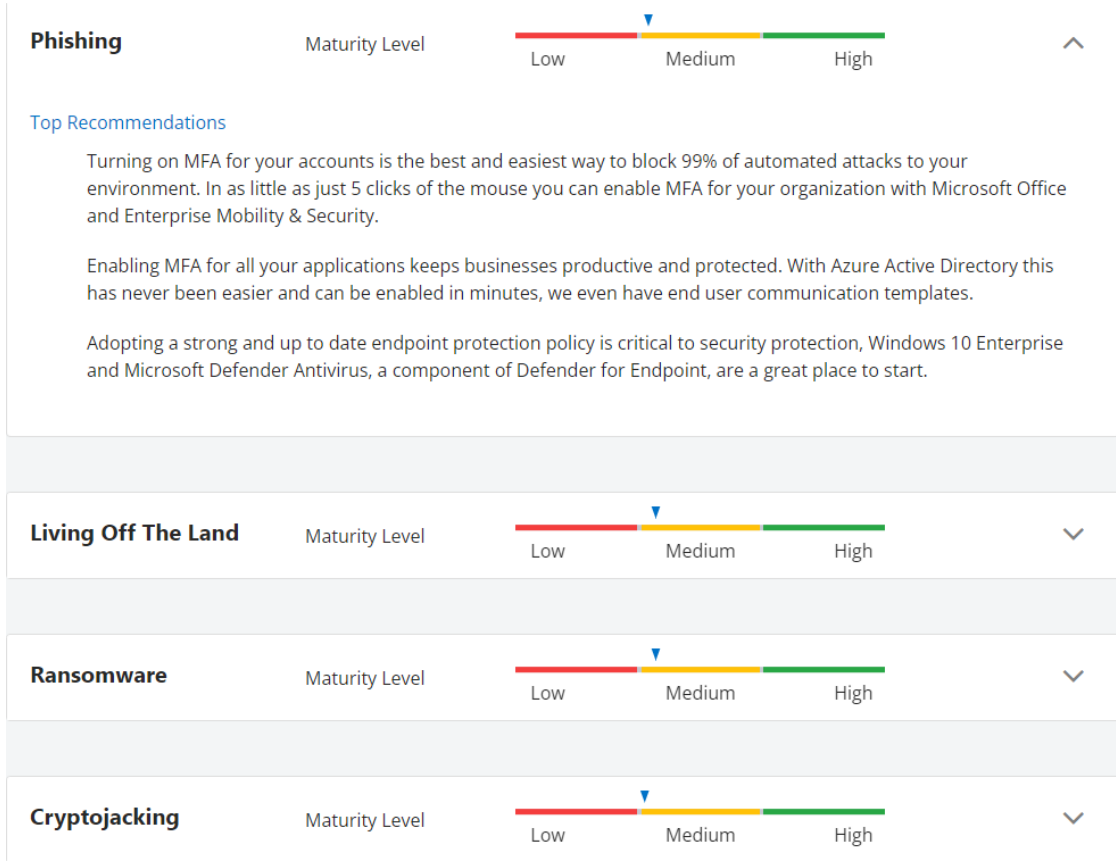 Phishing
Maturity Level
Low Medium High
Top Recommendations
Turning on MFA for your accounts is the best and easiest way to block 99% of automated attacks to your
environment. In as little as just 5 clicks of the mouse you can enable MFA for your organization with Microsoft Office
and Enterprise Mobility & Security.
Enabling MFA for all your applications keeps businesses productive and protected. With Azure Active Directory this
has never been easier and can be enabled in minutes, we even have end user communication templates.
Adopting a strong and up to date endpoint protection policy is critical to security protection, Windows 10 Enterprise
and Microsoft Defender Antivirus, a component of Defender for Endpoint, are a great place to start.
Living Off The Land
Maturity Level
Low Medium High
Ransomware
Maturity Level
Low Medium High
Cryptojacking
Maturity Level
Low Medium High